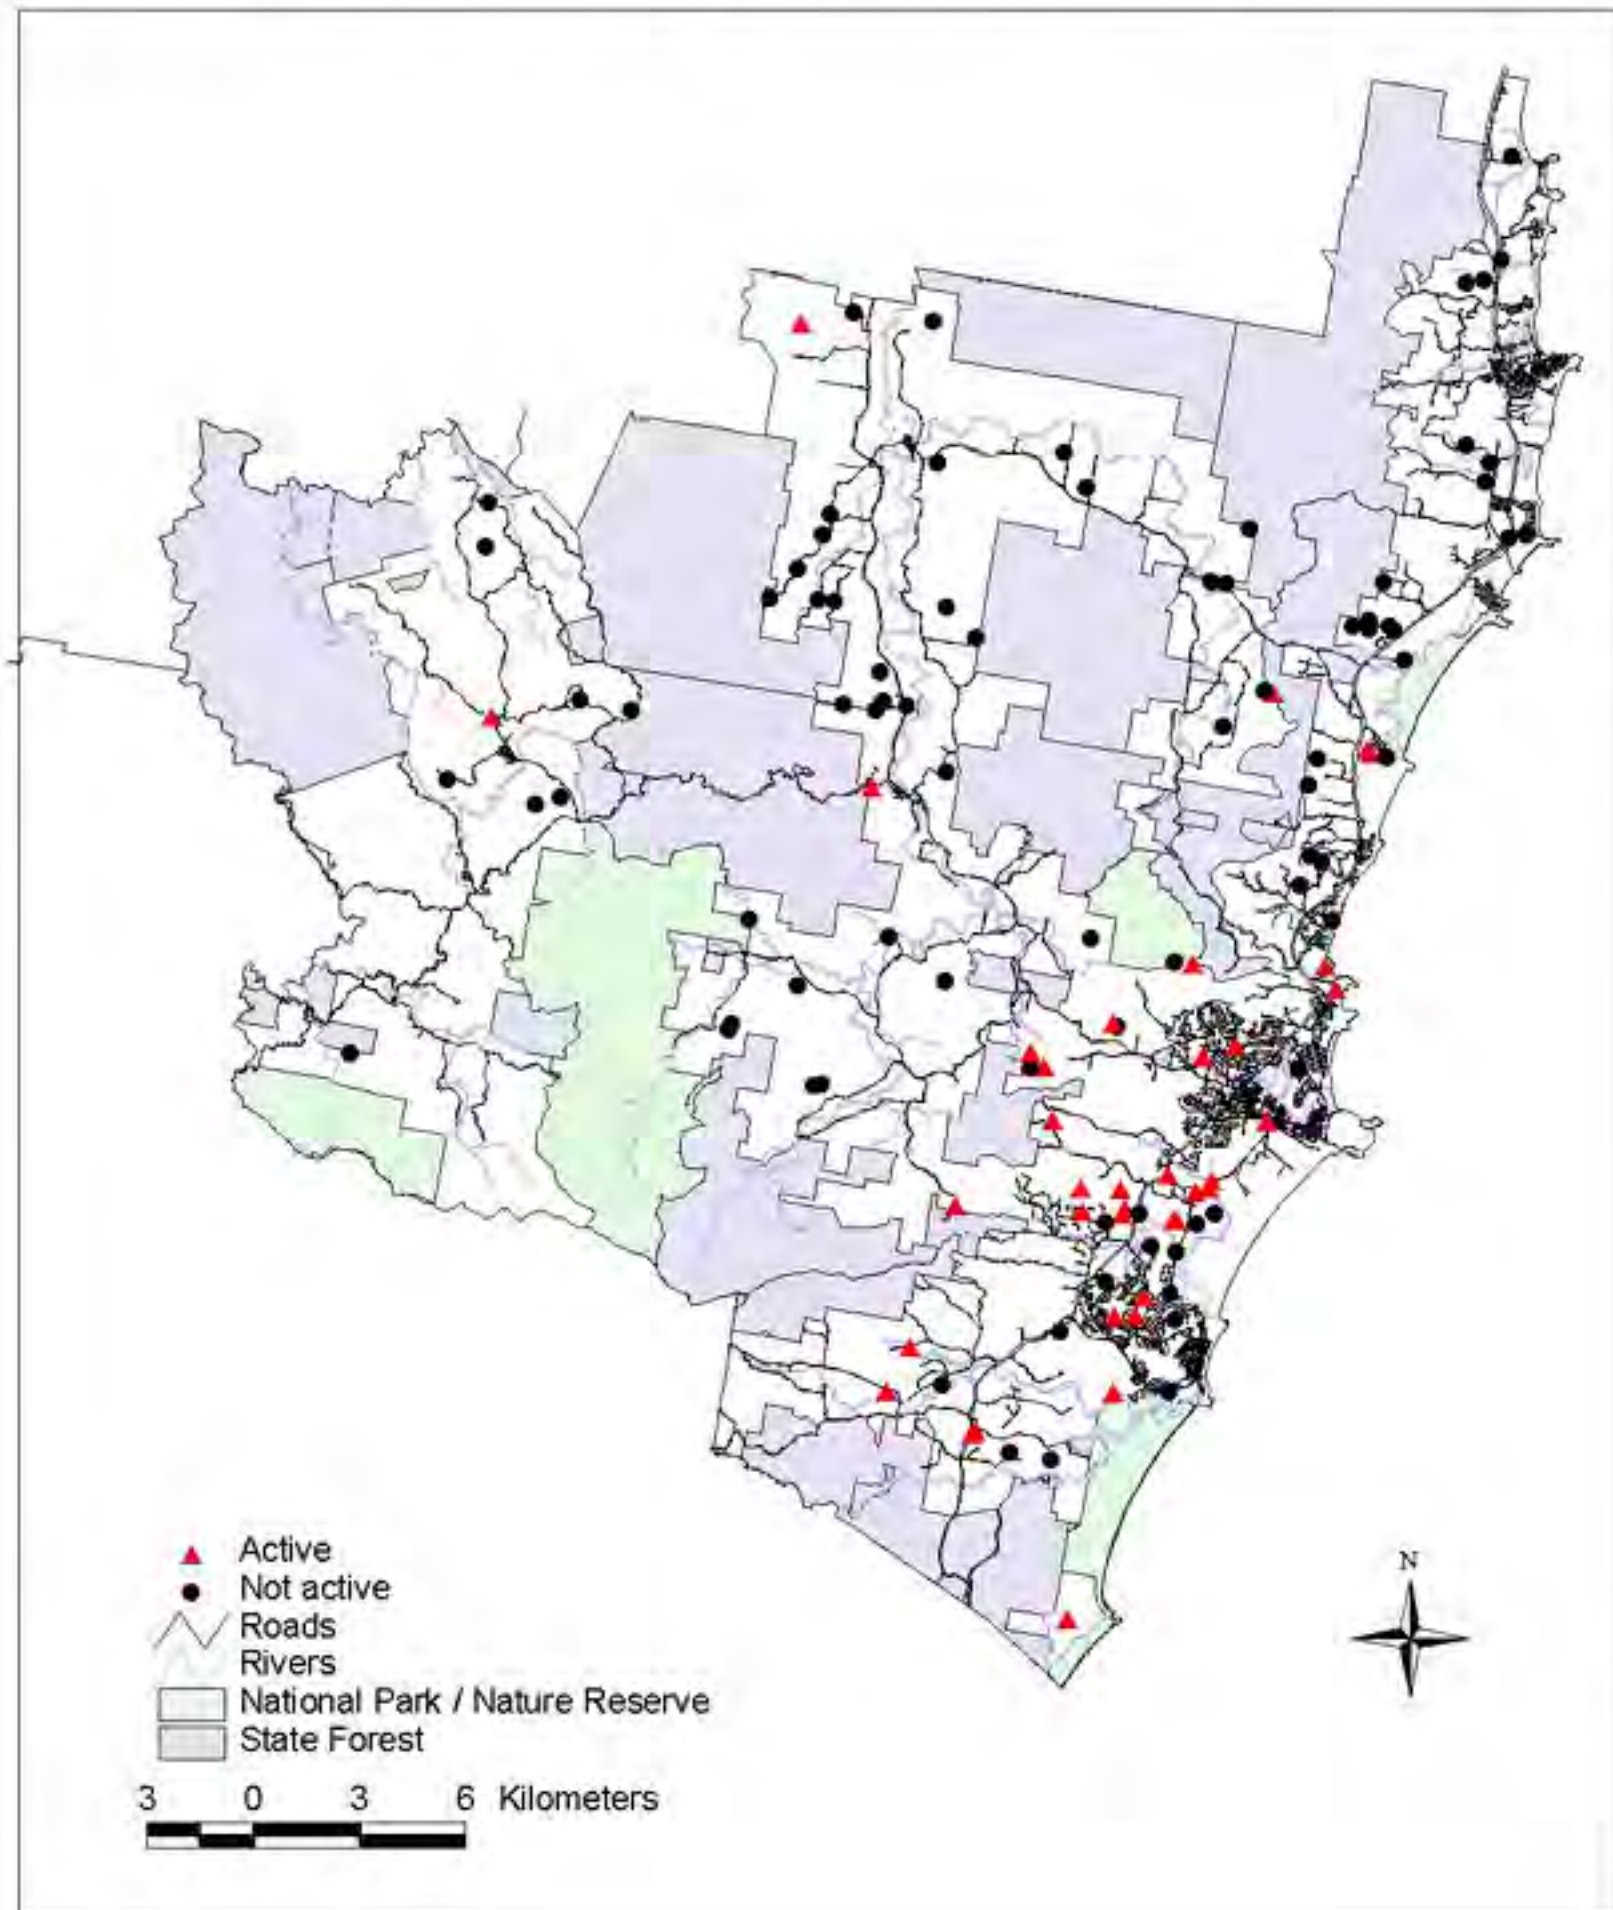 Active
Not active
Roads
Rivers
National Park / Nature Reserve
State Forest
3 0 3 6 Kilometers
N